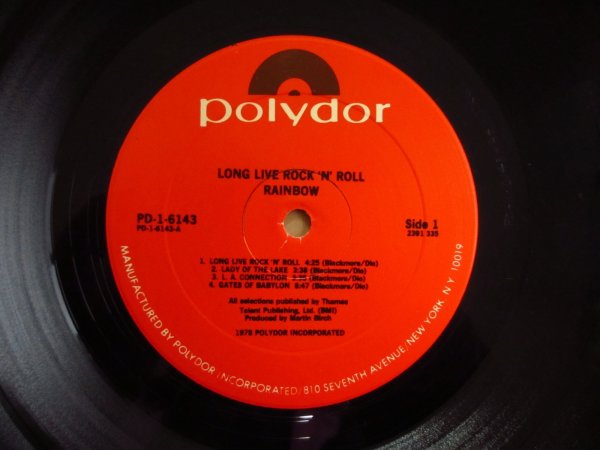 polydor
LONG LIVE ROCK 'N' ROLL
RAINBOW
PD-1-6143
PD-1-6143-A
Side 1
2391 335
1. LONG LIVE ROCK 'N' ROLL 4:25 (Blackmore/Dio)
2. LADY OF THE LAKE 3:38 (Blackmore/Dio)
3. L. A. CONNECTION (Blackmore/Dio)
4. GATES OF BABYLON 6:47 (Blackmore/Dio)
All selections published by Thames
Talent Publishing, Ltd. (BMI)
Produced by Martin Birch
1978 POLYDOR INCORPORATED
MANUFACTURED BY POLYDOR INCORPORATED/810 SEVENTH AVENUE/NEW YORK, N.Y. 10019